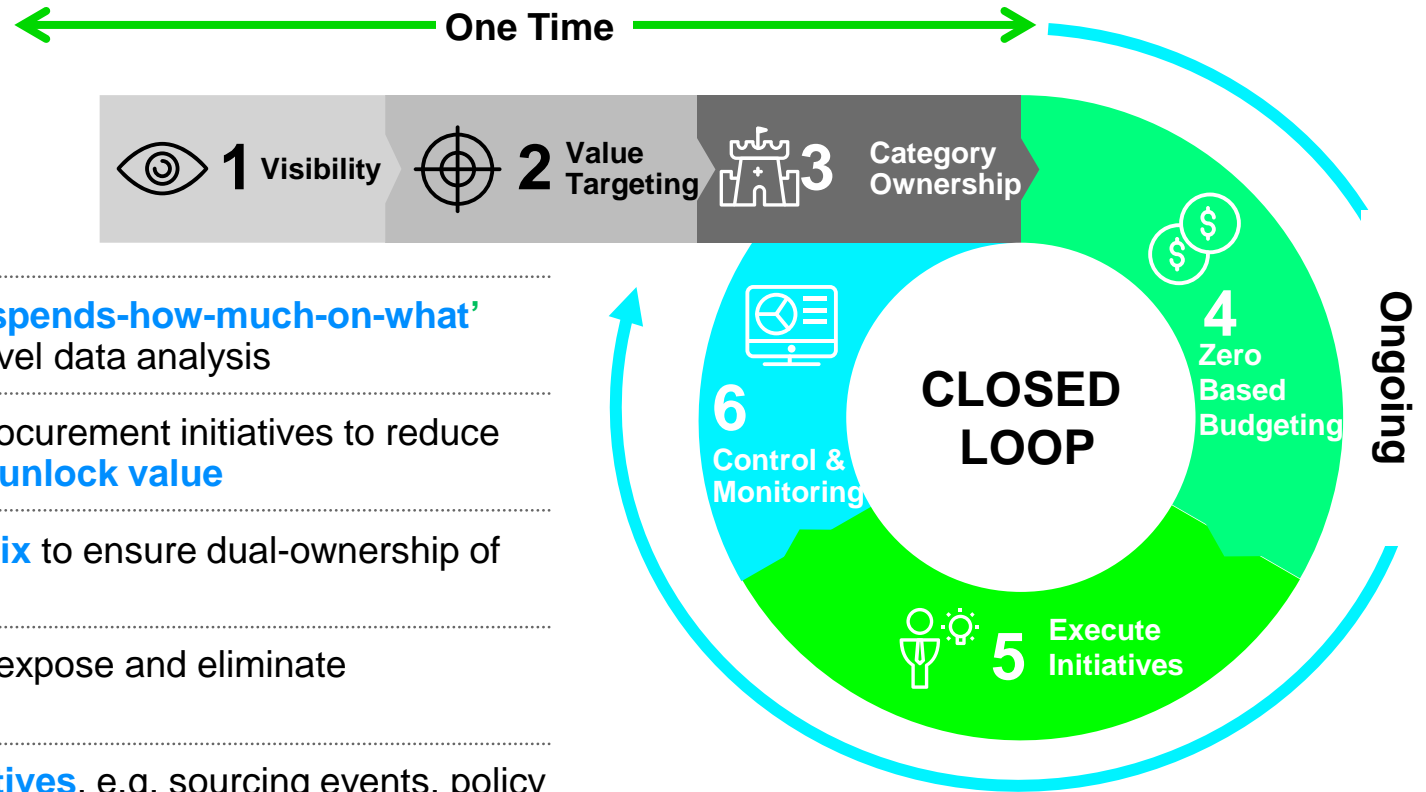 One Time
1 Visibility
2 Value
Targeting
3 Category
Ownership
$
$
4
Zero
Based
Budgeting
Ongoing
CLOSED
LOOP
6
Control &
Monitoring
5 Execute
Initiatives
spends-how-much-on-what’
vel data analysis
ocurement initiatives to reduce
unlock value
ix to ensure dual-ownership of
expose and eliminate
tives, e.g. sourcing events, policy